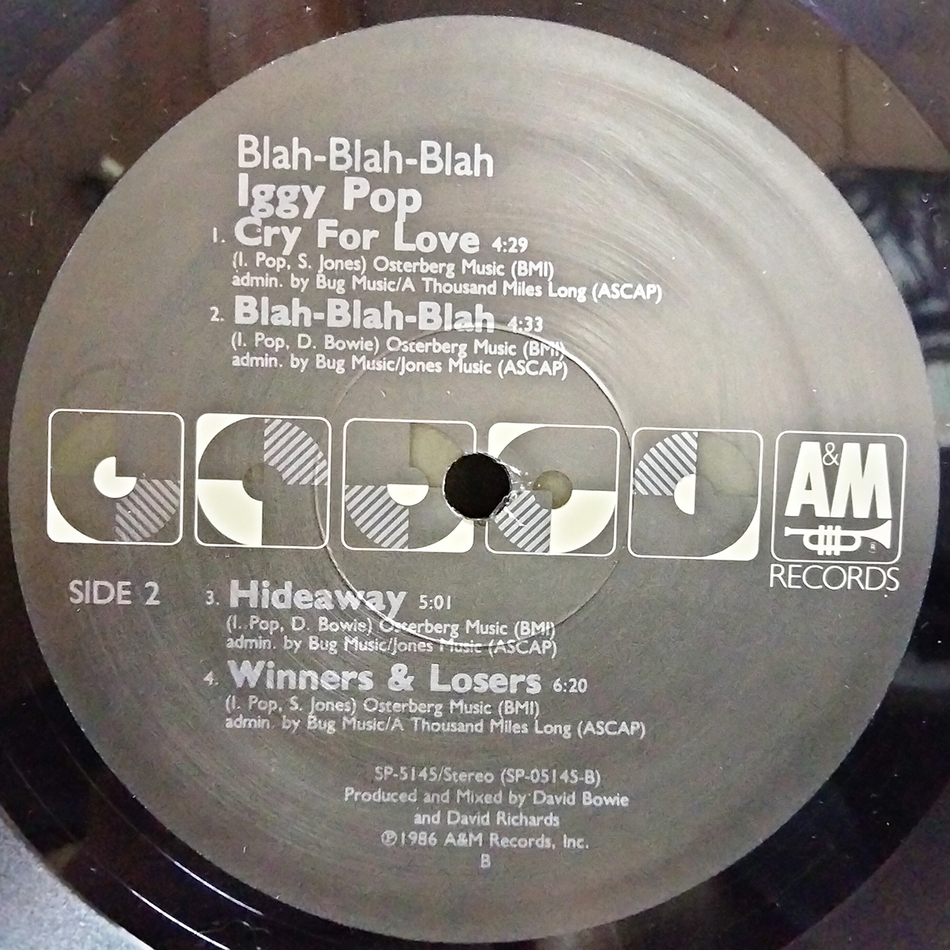 Blah-Blah-Blah
Iggy Pop
1. Cry For Love 4:29
(I. Pop, S. Jones) Osterberg Music (BMI)
admin. by Bug Music/A Thousand Miles Long (ASCAP)
2. Blah-Blah-Blah 4:33
(I. Pop, D. Bowie) Osterberg Music (BMI)
admin. by Bug Music/Jones Music (ASCAP)
A&M
RECORDS
SIDE 2
3. Hideaway 5:01
(I. Pop, D. Bowie) Osterberg Music (BMI)
admin. by Bug Music/Jones Music (ASCAP)
4. Winners & Losers 6:20
(I. Pop, S. Jones) Osterberg Music (BMI)
admin. by Bug Music/A Thousand Miles Long (ASCAP)
SP-5145/Stereo (SP-05145-B)
Produced and Mixed by David Bowie
and David Richards
℗1986 A&M Records, Inc.
B